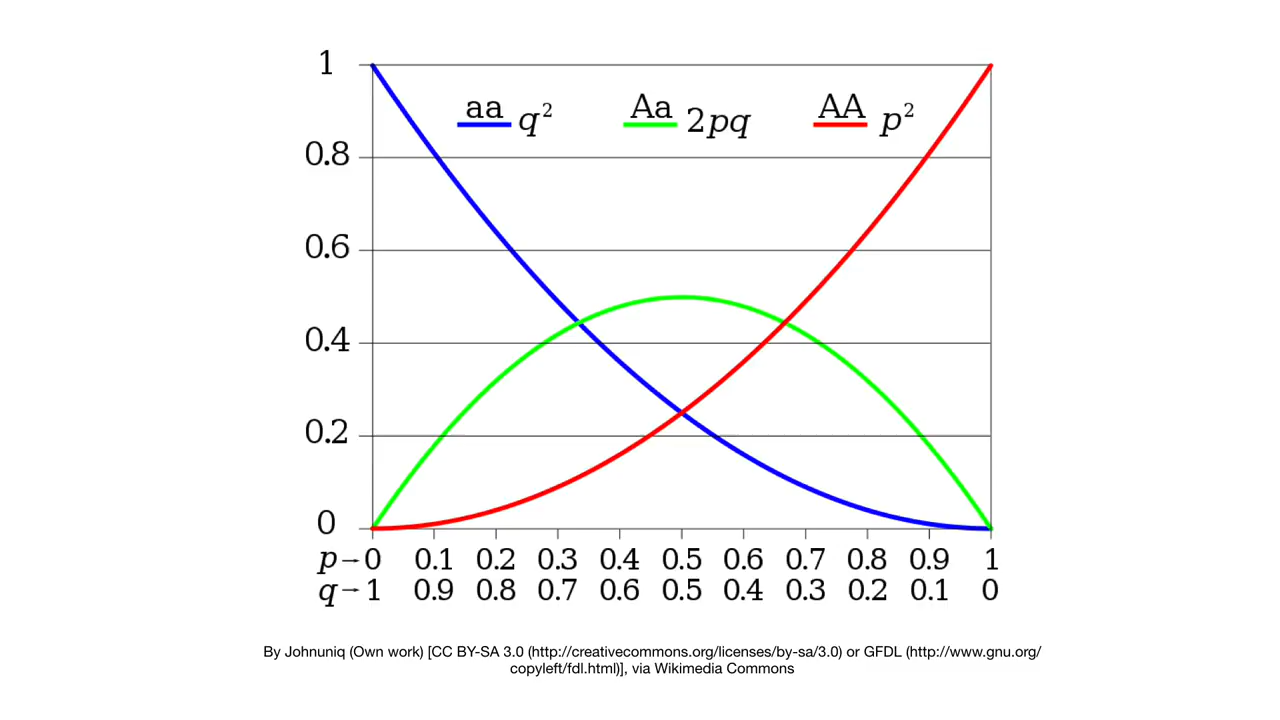 1
aa q² Aa 2pq AA p²
0.8
0.6
0.4
0.2
0
p→0 0.1 0.2 0.3 0.4 0.5 0.6 0.7 0.8 0.9 1
q→1 0.9 0.8 0.7 0.6 0.5 0.4 0.3 0.2 0.1 0
By Johnuniq (Own work) [CC BY-SA 3.0 (http://creativecommons.org/licenses/by-sa/3.0) or GFDL (http://www.gnu.org/
copyleft/fdl.html)], via Wikimedia Commons